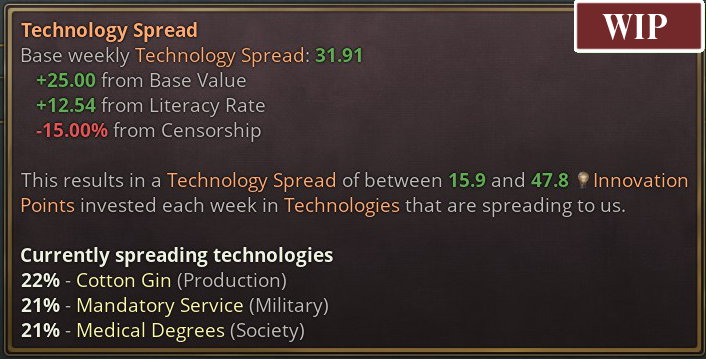 WIP
Technology Spread
Base weekly Technology Spread: 31.91
+25.00 from Base Value
+12.54 from Literacy Rate
-15.00% from Censorship
This results in a Technology Spread of between 15.9 and 47.8 Innovation
Points invested each week in Technologies that are spreading to us.
Currently spreading technologies
22% - Cotton Gin (Production)
21% - Mandatory Service (Military)
21% - Medical Degrees (Society)